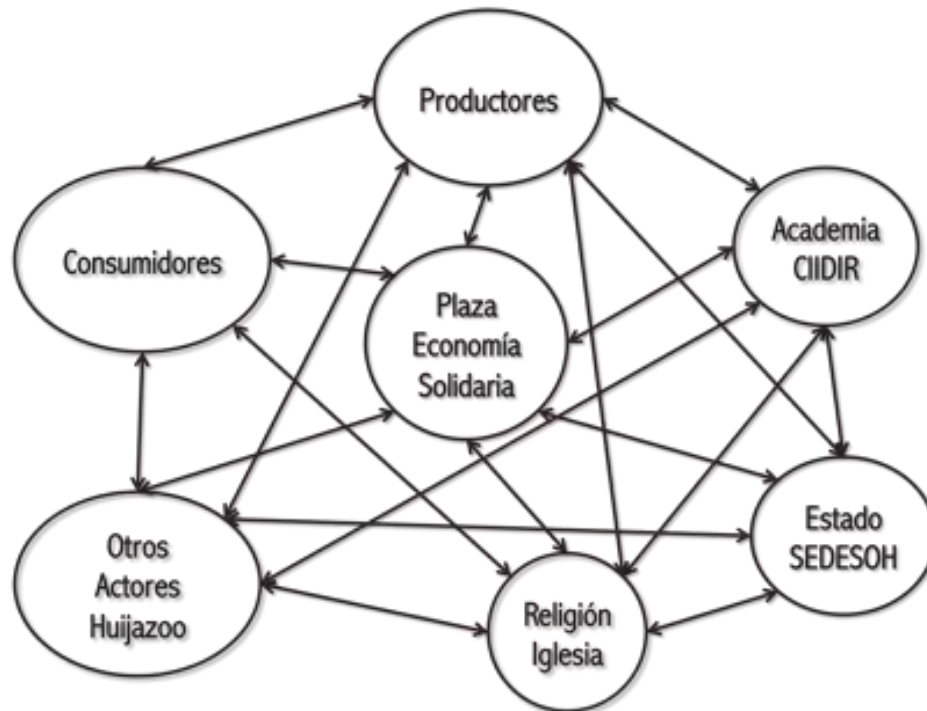 Productores
Academia
CIIDIR
Consumidores
Plaza
Economía
Solidaria
Estado
SEDESOH
Otros
Actores
Huijazoo
Religión
Iglesia